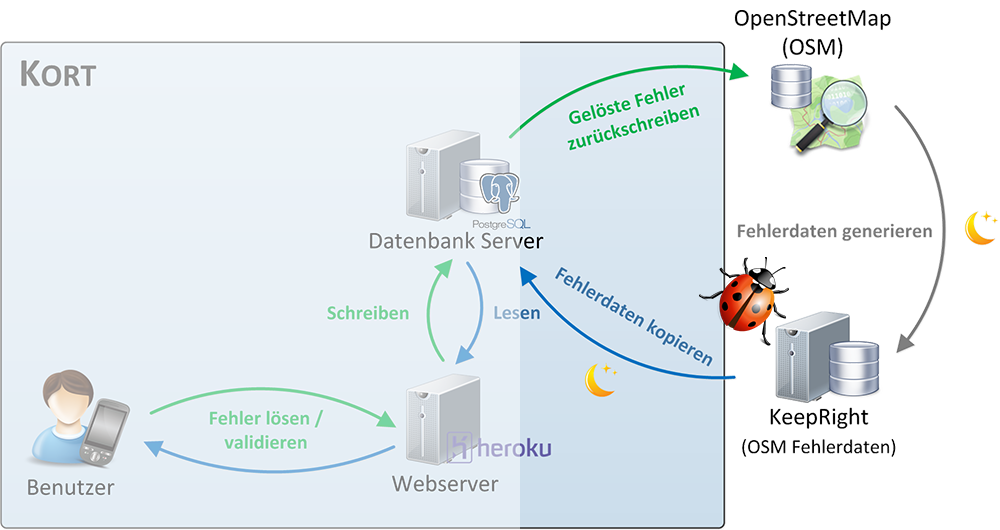 OpenStreetMap
(OSM)
KORT
Gelöste Fehler
zurückschreiben
PostgreSQL
Datenbank Server
Fehlerdaten generieren
Fehlerdaten kopieren
Schreiben
Lesen
KeepRight
(OSM Fehlerdaten)
Fehler lösen /
validieren
heroku
Webserver
Benutzer